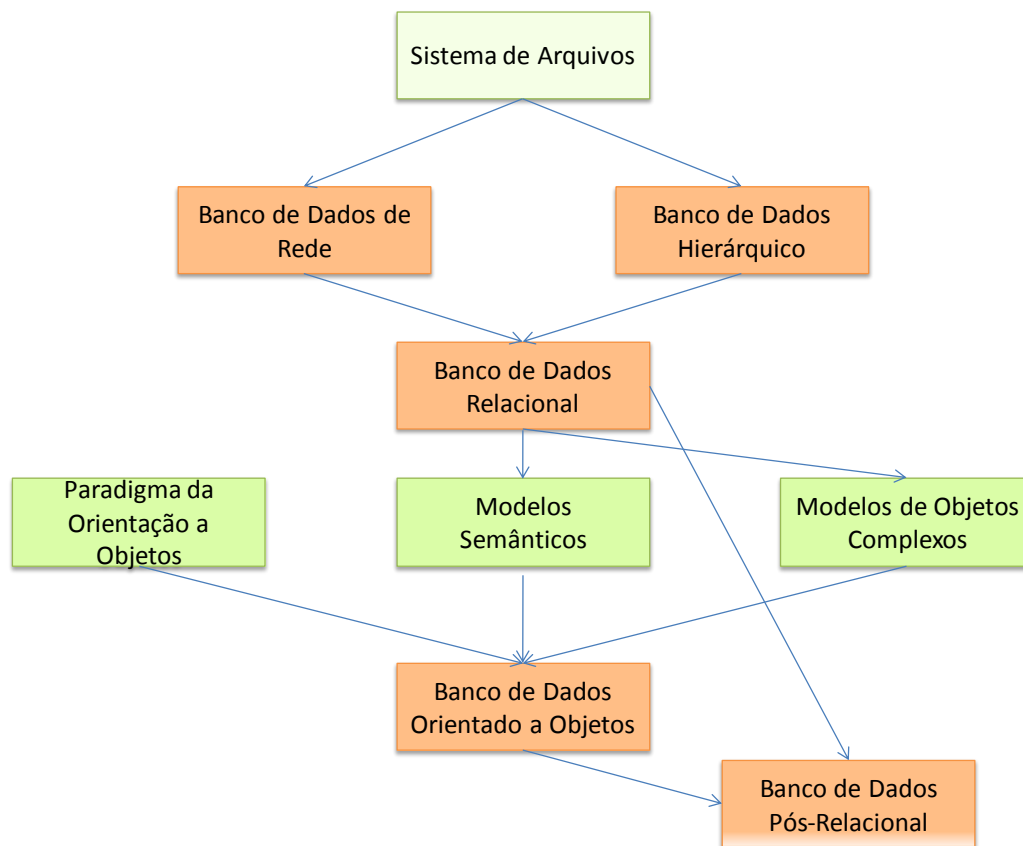 Sistema de Arquivos
Banco de Dados de
Rede
Banco de Dados
Hierárquico
Banco de Dados
Relacional
Paradigma da
Orientação a
Objetos
Modelos
Semânticos
Modelos de Objetos
Complexos
Banco de Dados
Orientado a Objetos
Banco de Dados
Pós-Relacional